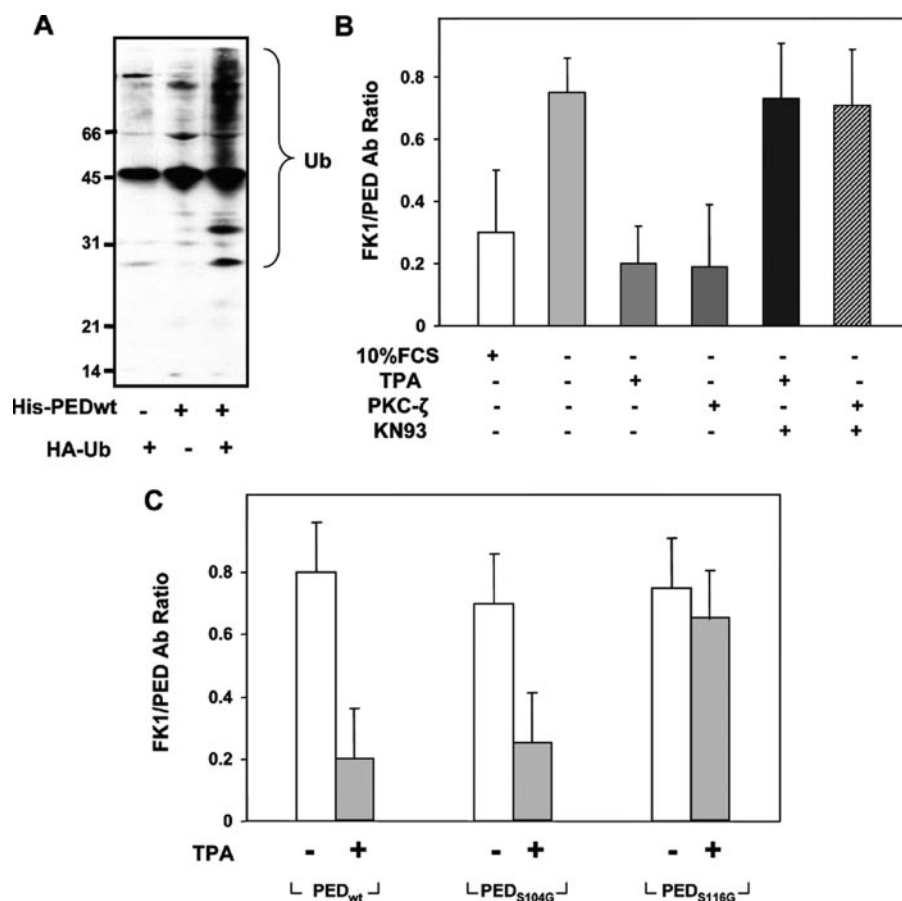 A
66
45
31
21
14
Ub
His-PEDwt - + +
HA-Ub + - +
B
FK1/PED Ab Ratio
0.8
0.6
0.4
0.2
0
10%FCS + - - - - -
TPA - - + - + -
PKC-ζ - - - + - +
KN93 - - - - + +
C
FK1/PED Ab Ratio
0.8
0.6
0.4
0.2
0
TPA - + - + - +
PEDwt PEDS104G PEDS116G